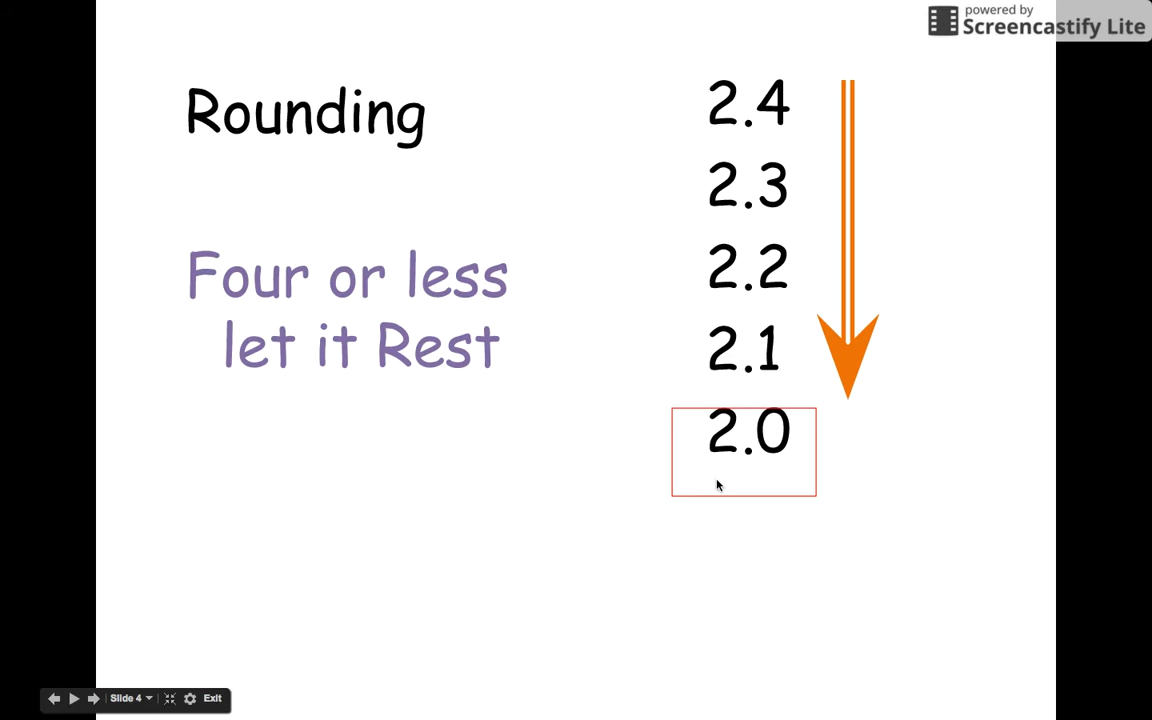 powered by
Screencastify Lite
Rounding
Four or less
let it Rest
2.4
2.3
2.2
2.1
2.0
Slide 4
Exit